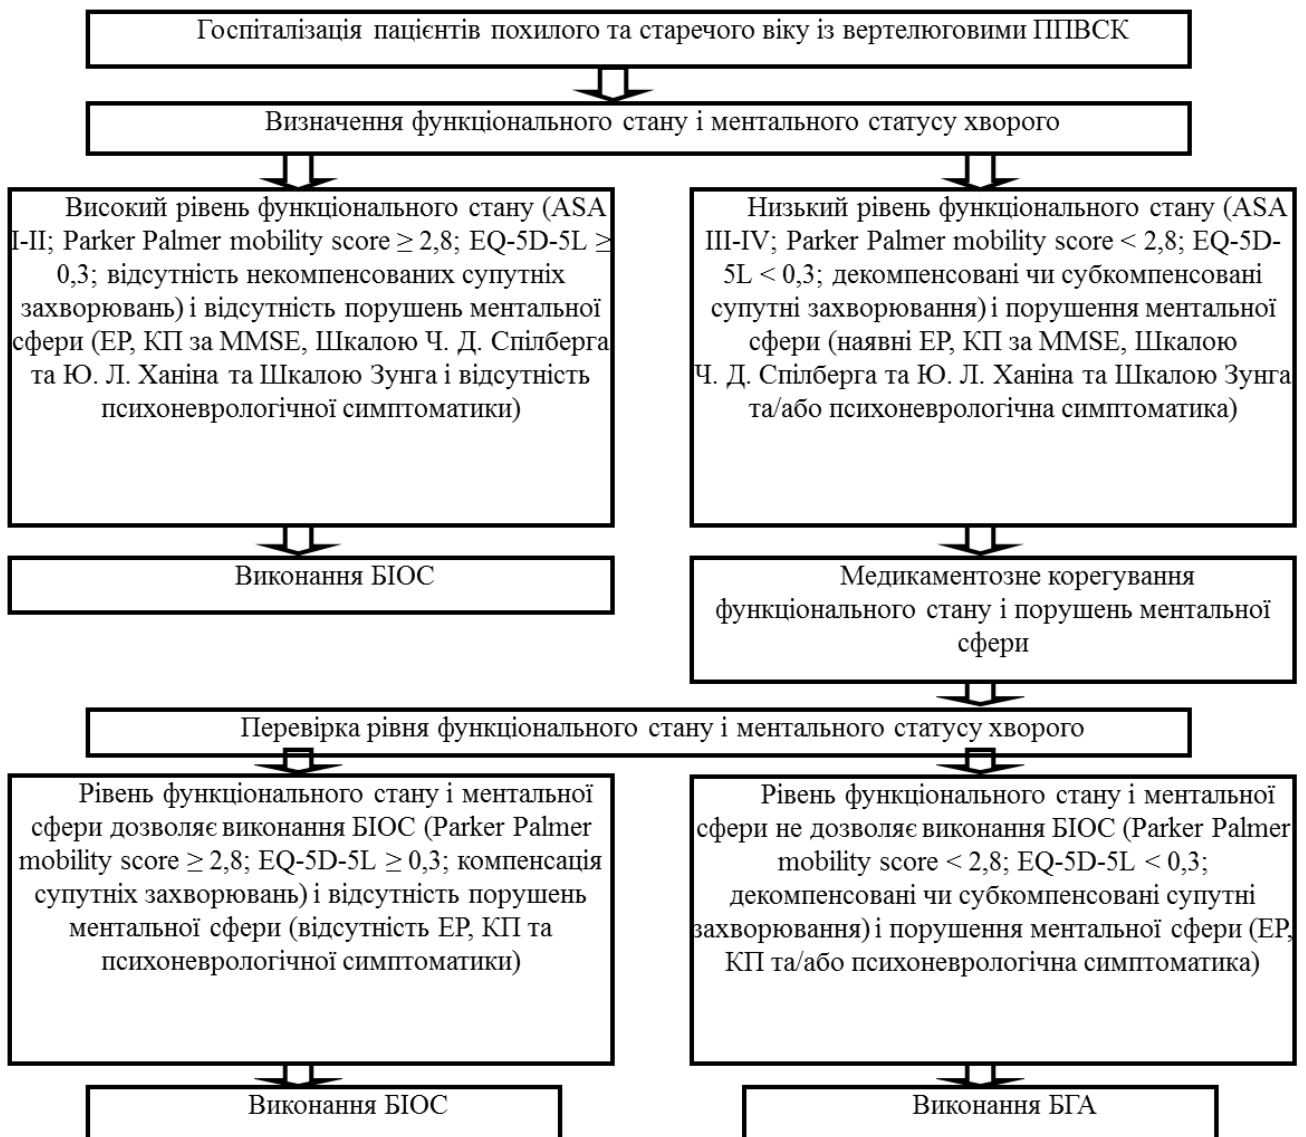 Госпіталізація пацієнтів похилого та старечого віку із вертелюговими ППВСК
Визначення функціонального стану і ментального статусу хворого
Високий рівень функціонального стану (ASA
I-II; Parker Palmer mobility score ≥ 2,8; EQ-5D-5L ≥
0,3; відсутність некомпенсованих супутніх
захворювань) і відсутність порушень ментальної
сфери (ЕР, КП за MMSE, Шкалою Ч. Д. Спілберга
та Ю. Л. Ханіна та Шкалою Зунга і відсутність
психоневрологічної симптоматики)
Низький рівень функціонального стану (ASA
III-IV; Parker Palmer mobility score < 2,8; EQ-5D-
5L < 0,3; декомпенсовані чи субкомпенсовані
супутні захворювання) і порушення ментальної
сфери (наявні ЕР, КП за MMSE, Шкалою
Ч. Д. Спілберга та Ю. Л. Ханіна та Шкалою Зунга
та/або психоневрологічна симптоматика)
Виконання БІОС
Медикаментозне корегування
функціонального стану і порушень ментальної
сфери
Перевірка рівня функціонального стану і ментального статусу хворого
Рівень функціонального стану і ментальної
сфери дозволяє виконання БІОС (Parker Palmer
mobility score ≥ 2,8; EQ-5D-5L ≥ 0,3; компенсація
супутніх захворювань) і відсутність порушень
ментальної сфери (відсутність ЕР, КП та
психоневрологічної симптоматики)
Рівень функціонального стану і ментальної
сфери не дозволяє виконання БІОС (Parker Palmer
mobility score < 2,8; EQ-5D-5L < 0,3;
декомпенсовані чи субкомпенсовані супутні
захворювання) і порушення ментальної сфери (ЕР,
КП та/або психоневрологічна симптоматика)
Виконання БІОС
Виконання БГА